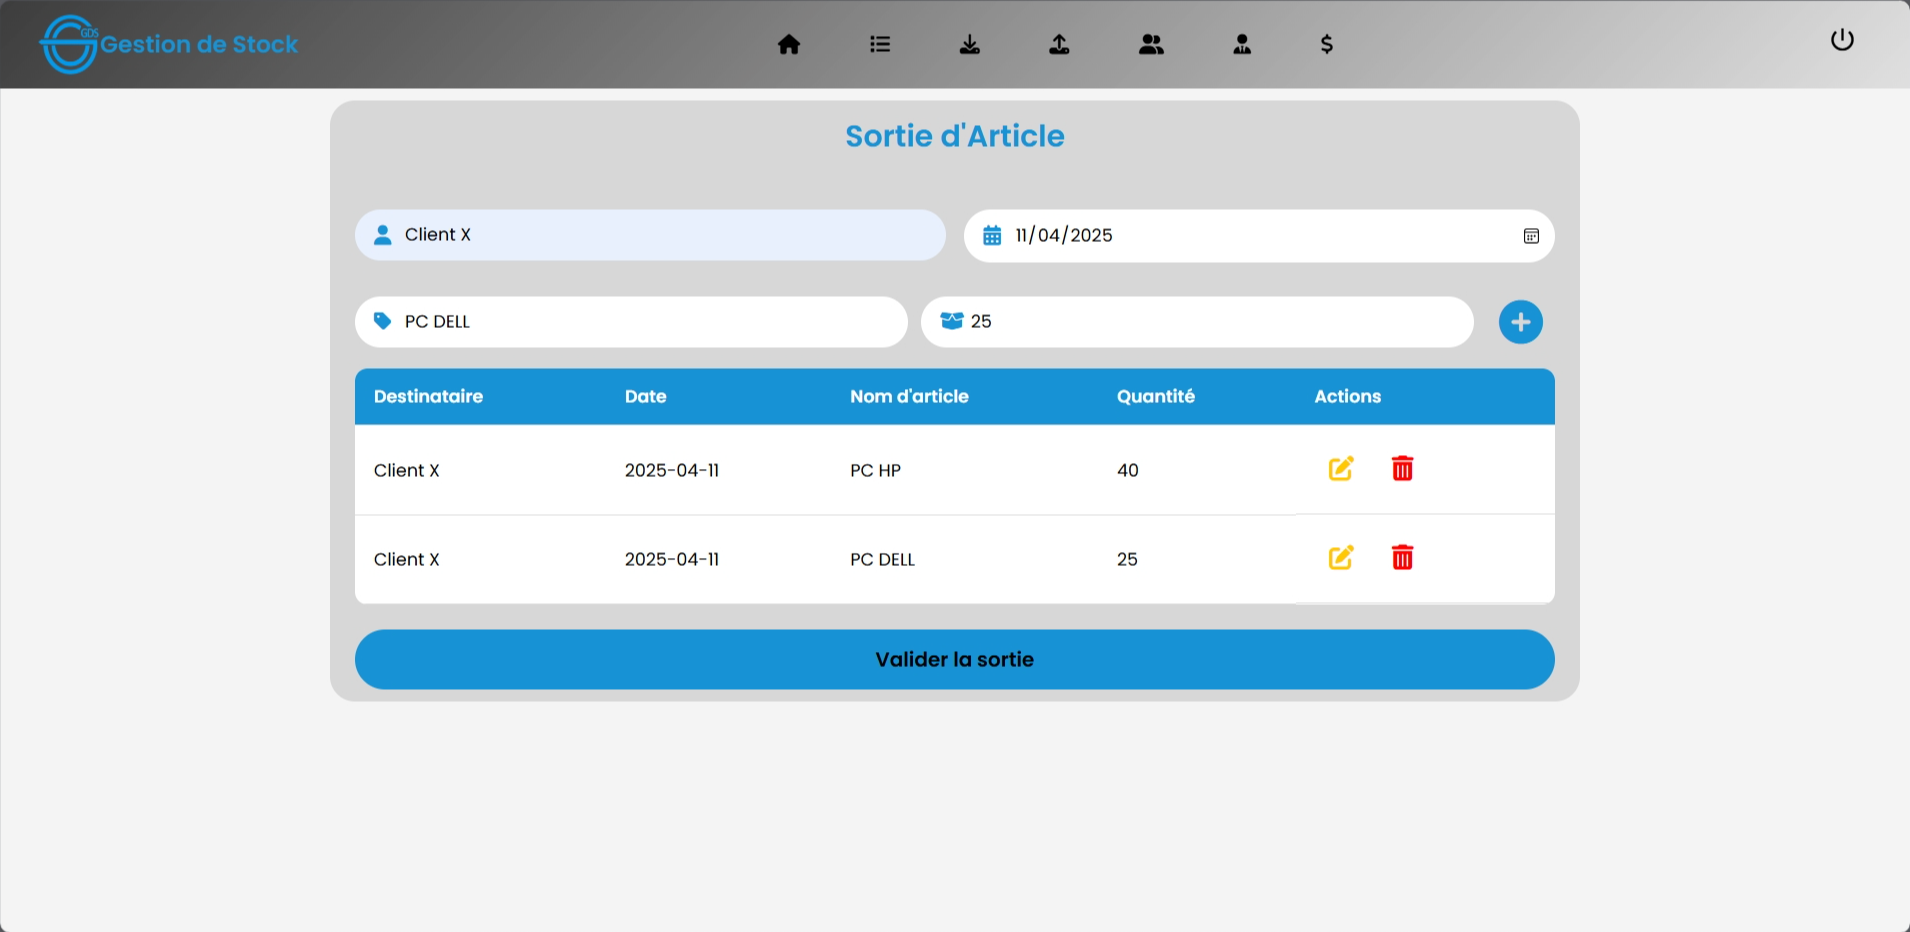 GDS
Gestion de Stock
$
Sortie d'Article
Client X
11/04/2025
PC DELL
25
Destinataire Date Nom d'article Quantité Actions
Client X 2025-04-11 PC HP 40
Client X 2025-04-11 PC DELL 25
Valider la sortie